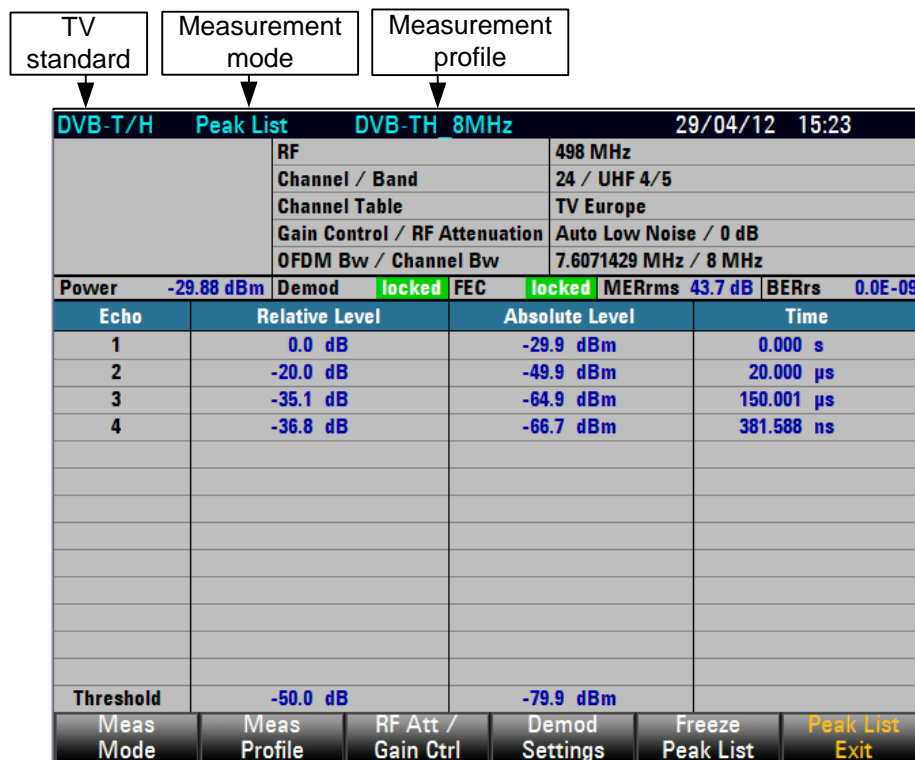 TV standard
Measurement mode
Measurement profile
DVB-T/H Peak List DVB-TH_8MHz 29/04/12 15:23
RF 498 MHz
Channel / Band 24 / UHF 4/5
Channel Table TV Europe
Gain Control / RF Attenuation Auto Low Noise / 0 dB
OFDM Bw / Channel Bw 7.6071429 MHz / 8 MHz
Power -29.88 dBm Demod locked FEC locked MERrms 43.7 dB BERrs 0.0E-09
Echo Relative Level Absolute Level Time
1 0.0 dB -29.9 dBm 0.000 s
2 -20.0 dB -49.9 dBm 20.000 µs
3 -35.1 dB -64.9 dBm 150.001 µs
4 -36.8 dB -66.7 dBm 381.588 ns
Threshold -50.0 dB -79.9 dBm
Meas Mode Meas Profile RF Att / Gain Ctrl Demod Settings Freeze Peak List Peak List Exit